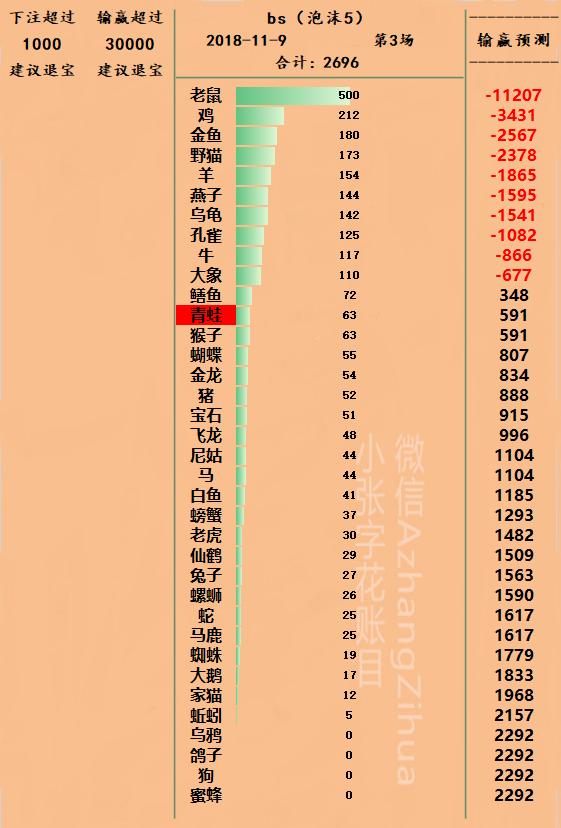 下注超过 输赢超过
1000 30000
建议退宝 建议退宝
bs（泡沫5）
2018-11-9 第3场
合计：2696
输赢预测
老鼠 500 -11207
鸡 212 -3431
金鱼 180 -2567
野猫 173 -2378
羊 154 -1865
燕子 144 -1595
乌龟 142 -1541
孔雀 125 -1082
牛 117 -866
大象 110 -677
鳝鱼 72 348
青蛙 63 591
猴子 63 591
蝴蝶 55 807
金龙 54 834
猪 52 888
宝石 51 915
飞龙 48 996
尼姑 44 1104
马 44 1104
白鱼 41 1185
螃蟹 37 1293
老虎 30 1482
仙鹤 29 1509
兔子 27 1563
螺蛳 26 1590
蛇 25 1617
马鹿 25 1617
蜘蛛 19 1779
大鹅 17 1833
家猫 12 1968
蚯蚓 5 2157
乌鸦 0 2292
鸽子 0 2292
狗 0 2292
蜜蜂 0 2292
微信AzhangZihua
小张字花账目